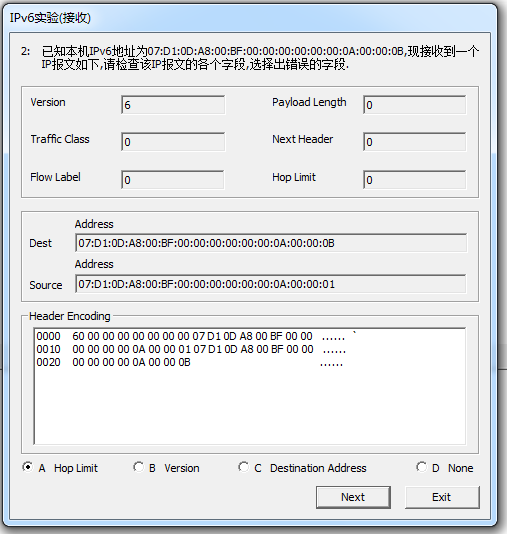 IPv6实验(接收)
2: 已知本机IPv6地址为07:D1:0D:A8:00:BF:00:00:00:00:00:00:0A:00:00:0B,现接收到一个
IP报文如下,请检查该IP报文的各个字段,选择出错误的字段.
Version 6 Payload Length 0
Traffic Class 0 Next Header 0
Flow Label 0 Hop Limit 0
Address
Dest 07:D1:0D:A8:00:BF:00:00:00:00:00:00:0A:00:00:0B
Address
Source 07:D1:0D:A8:00:BF:00:00:00:00:00:00:0A:00:00:01
Header Encoding
0000 60 00 00 00 00 00 00 00 07 D1 0D A8 00 BF 00 00 ...... `
0010 00 00 00 00 0A 00 00 01 07 D1 0D A8 00 BF 00 00 ......
0020 00 00 00 00 0A 00 00 0B ......
A Hop Limit B Version C Destination Address D None
Next Exit